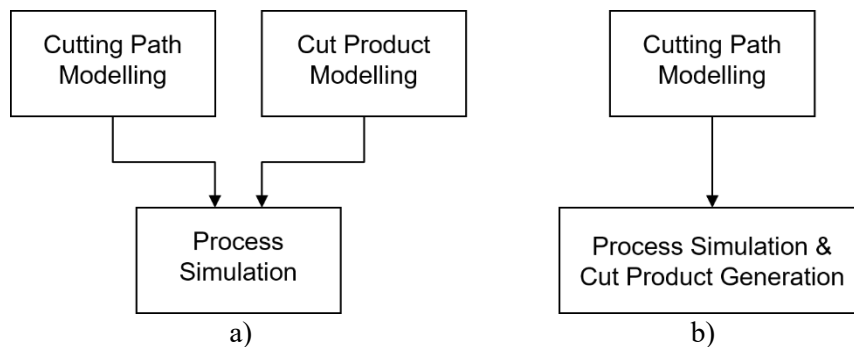 Cutting Path
Modelling
Cut Product
Modelling
Process
Simulation
a)
Cutting Path
Modelling
Process Simulation &
Cut Product Generation
b)